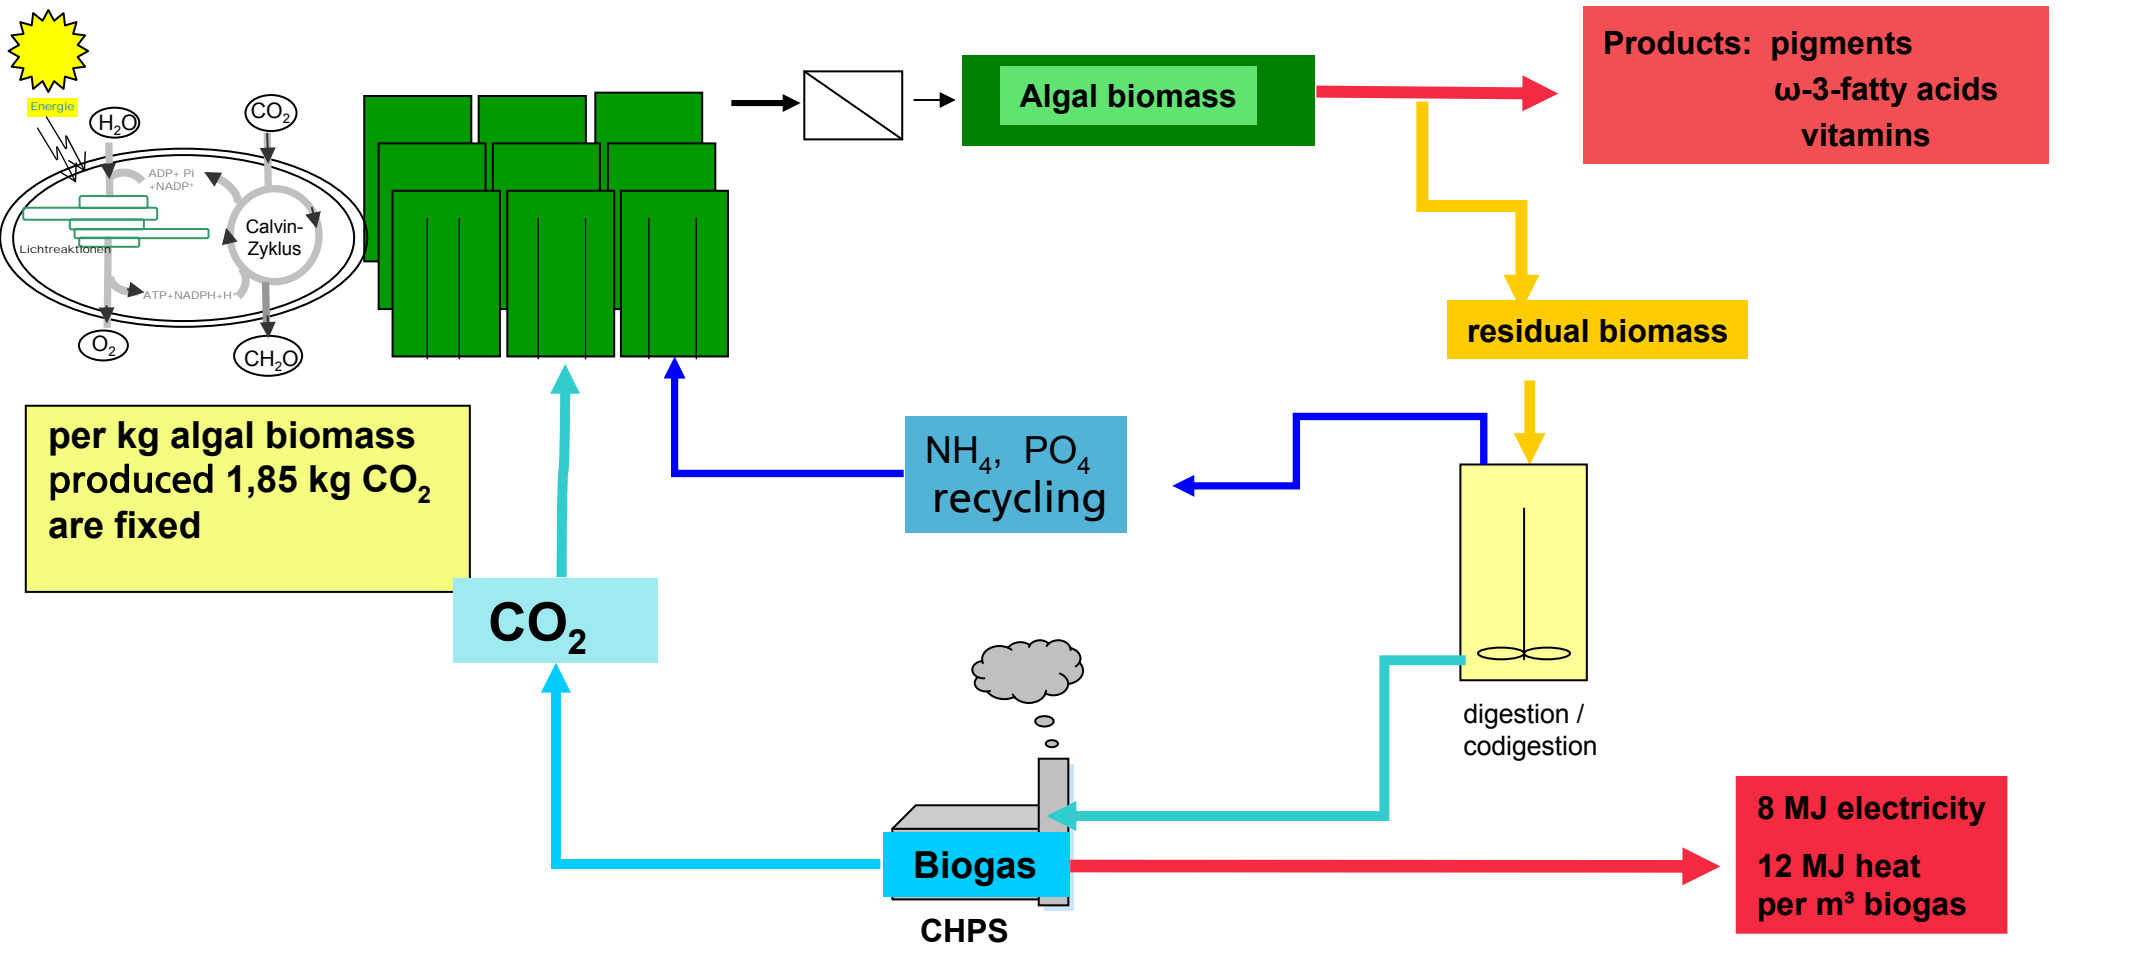 Energie
H₂O
CO₂
ADP+ Pi
+NADP⁺
Calvin-
Zyklus
Lichtreaktionen
ATP+NADPH+H⁺
O₂
CH₂O
Algal biomass
Products: pigments
ω-3-fatty acids
vitamins
residual biomass
per kg algal biomass
produced 1,85 kg CO₂
are fixed
NH₄, PO₄
recycling
CO₂
digestion /
codigestion
Biogas
CHPS
8 MJ electricity
12 MJ heat
per m³ biogas